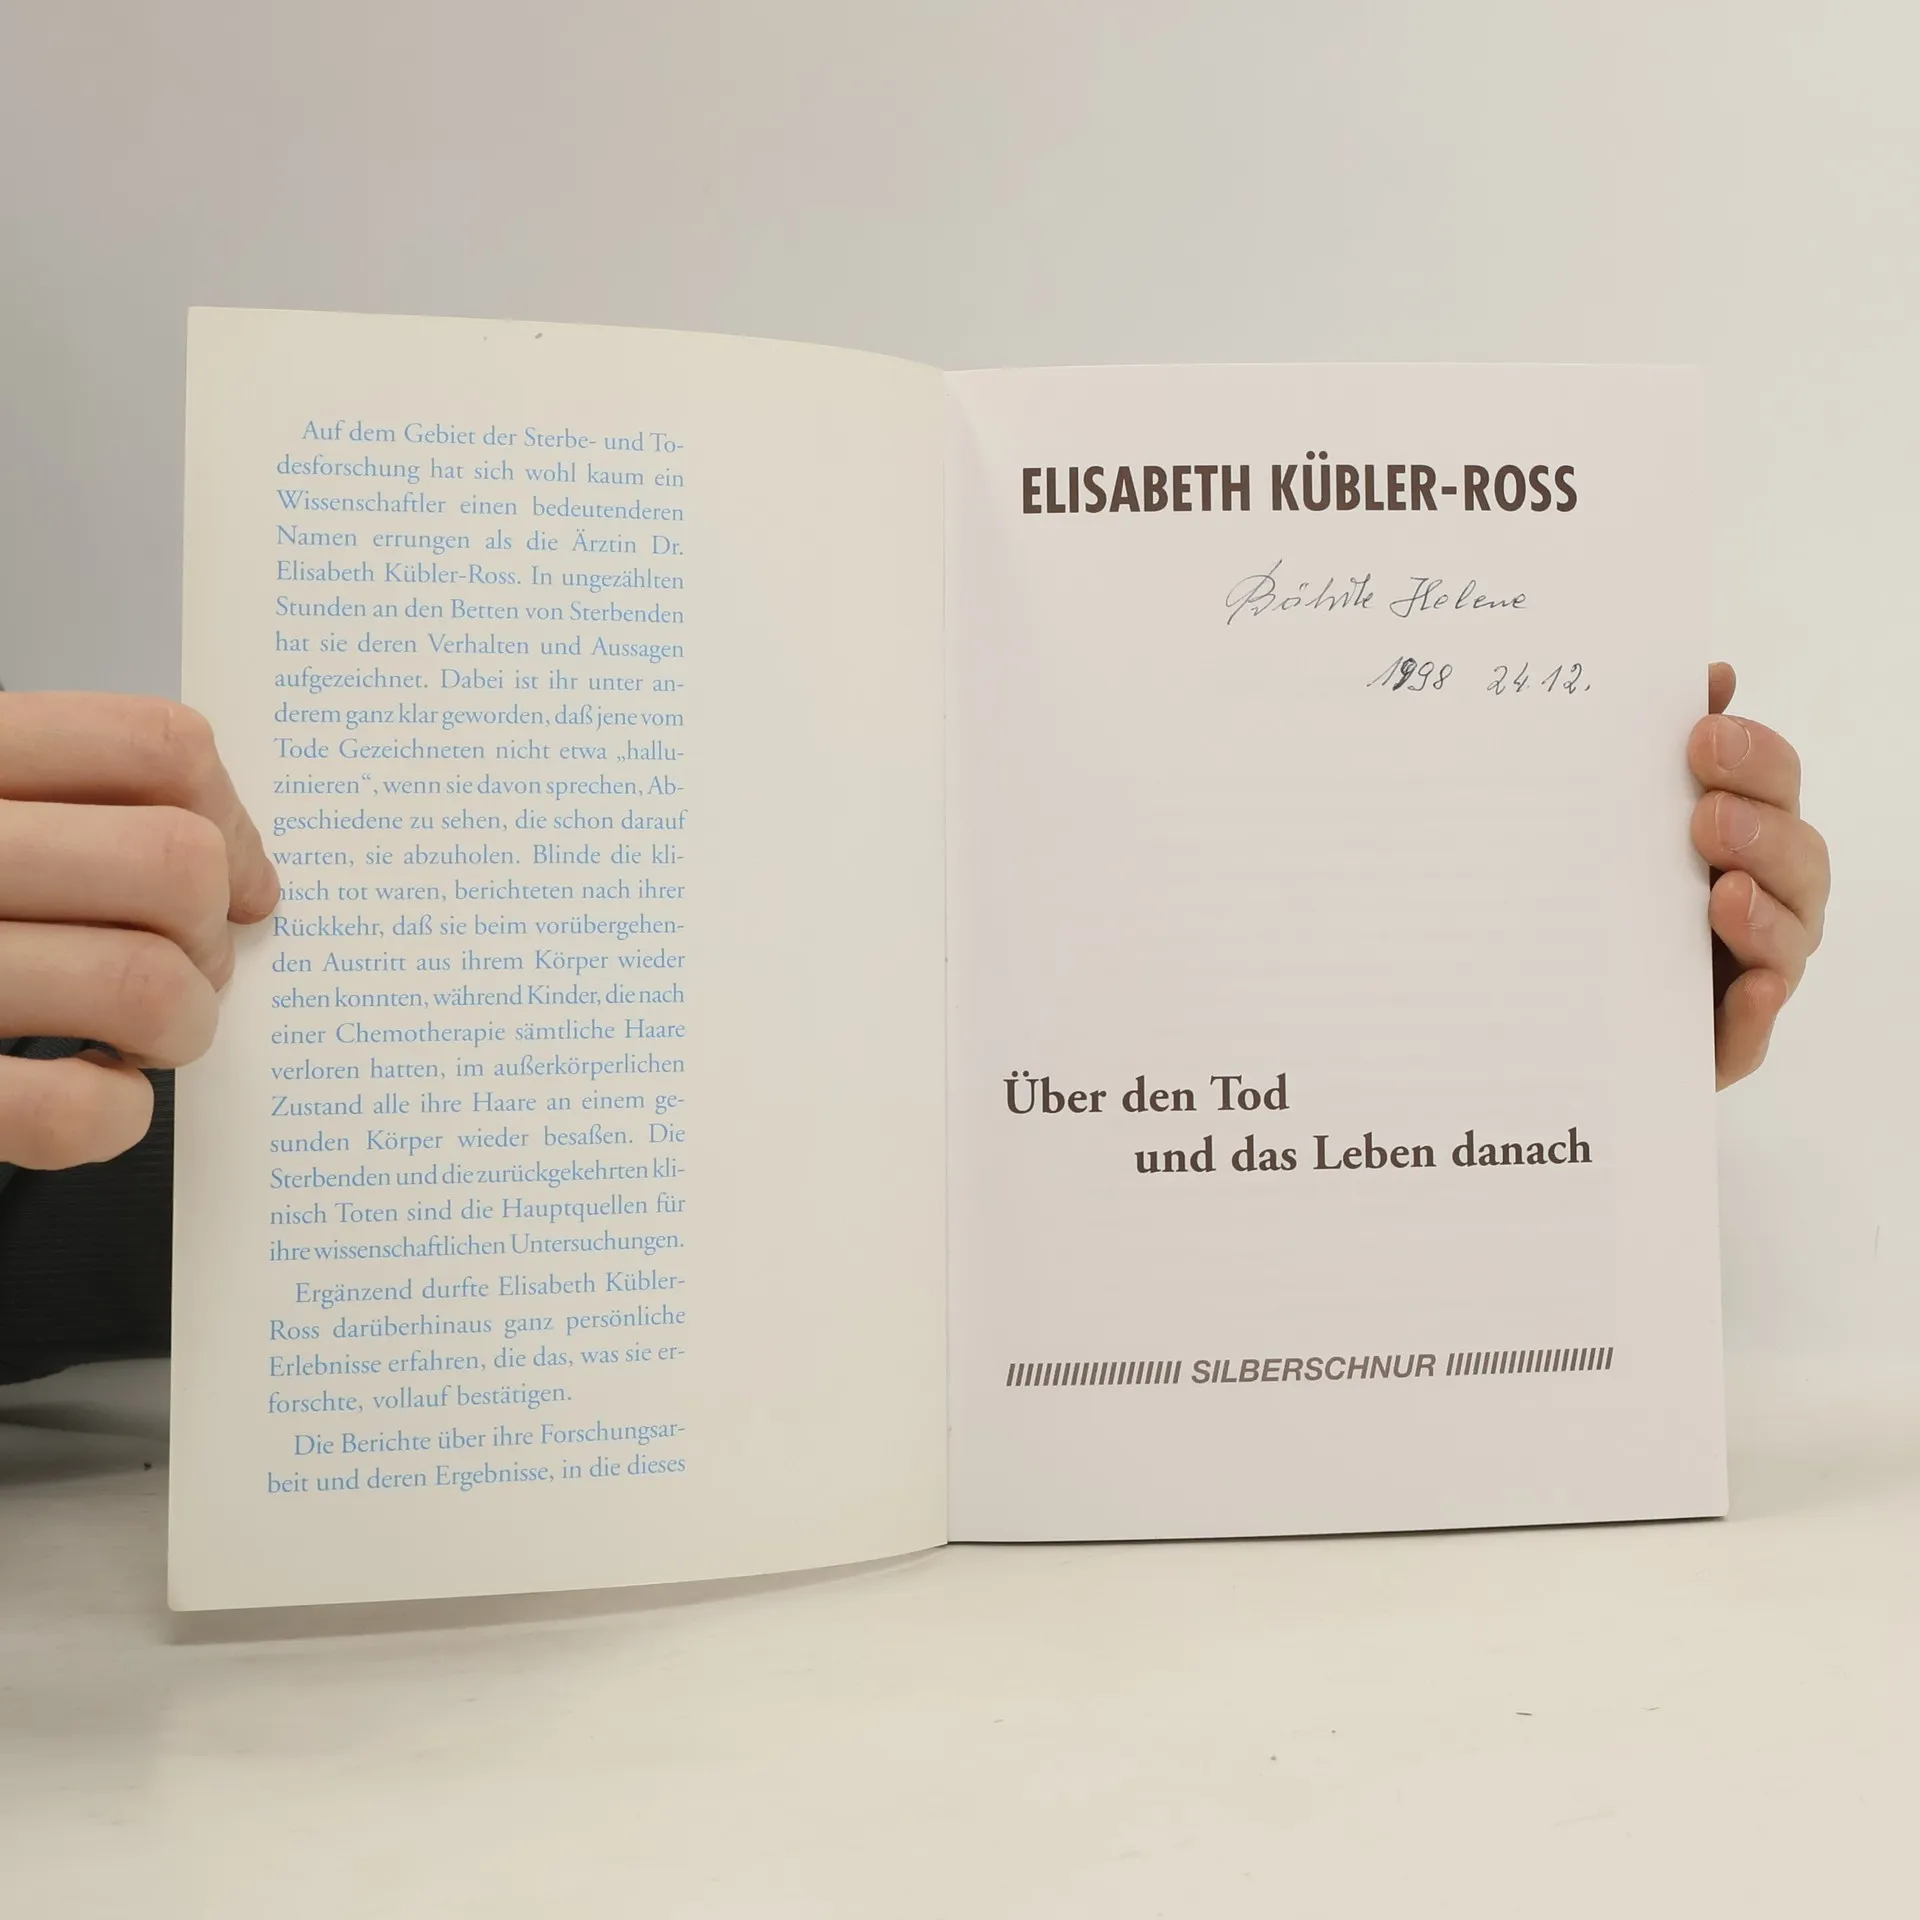 Auf dem Gebiet der Sterbe- und To-
desforschung hat sich wohl kaum ein
Wissenschaftler einen bedeutenderen
Namen errungen als die Ärztin Dr.
Elisabeth Kübler-Ross. In ungezählten
Stunden an den Betten von Sterbenden
hat sie deren Verhalten und Aussagen
aufgezeichnet. Dabei ist ihr unter an-
derem ganz klar geworden, daß jene vom
Tode Gezeichneten nicht etwa „hallu-
zinieren“, wenn sie davon sprechen, Ab-
geschiedene zu sehen, die schon darauf
warten, sie abzuholen. Blinde die kli-
nisch tot waren, berichteten nach ihrer
Rückkehr, daß sie beim vorübergehen-
den Austritt aus ihrem Körper wieder
sehen konnten, während Kinder, die nach
einer Chemotherapie sämtliche Haare
verloren hatten, im außerkörperlichen
Zustand alle ihre Haare an einem ge-
sunden Körper wieder besaßen. Die
Sterbenden und die zurückgekehrten kli-
nisch Toten sind die Hauptquellen für
ihre wissenschaftlichen Untersuchungen.
Ergänzend durfte Elisabeth Kübler-
Ross darüberhinaus ganz persönliche
Erlebnisse erfahren, die das, was sie er-
forschte, vollauf bestätigen.
Die Berichte über ihre Forschungsar-
beit und deren Ergebnisse, in die dieses
ELISABETH KÜBLER-ROSS
Helene
1998 24.12.
Über den Tod
und das Leben danach
SILBERSCHNUR